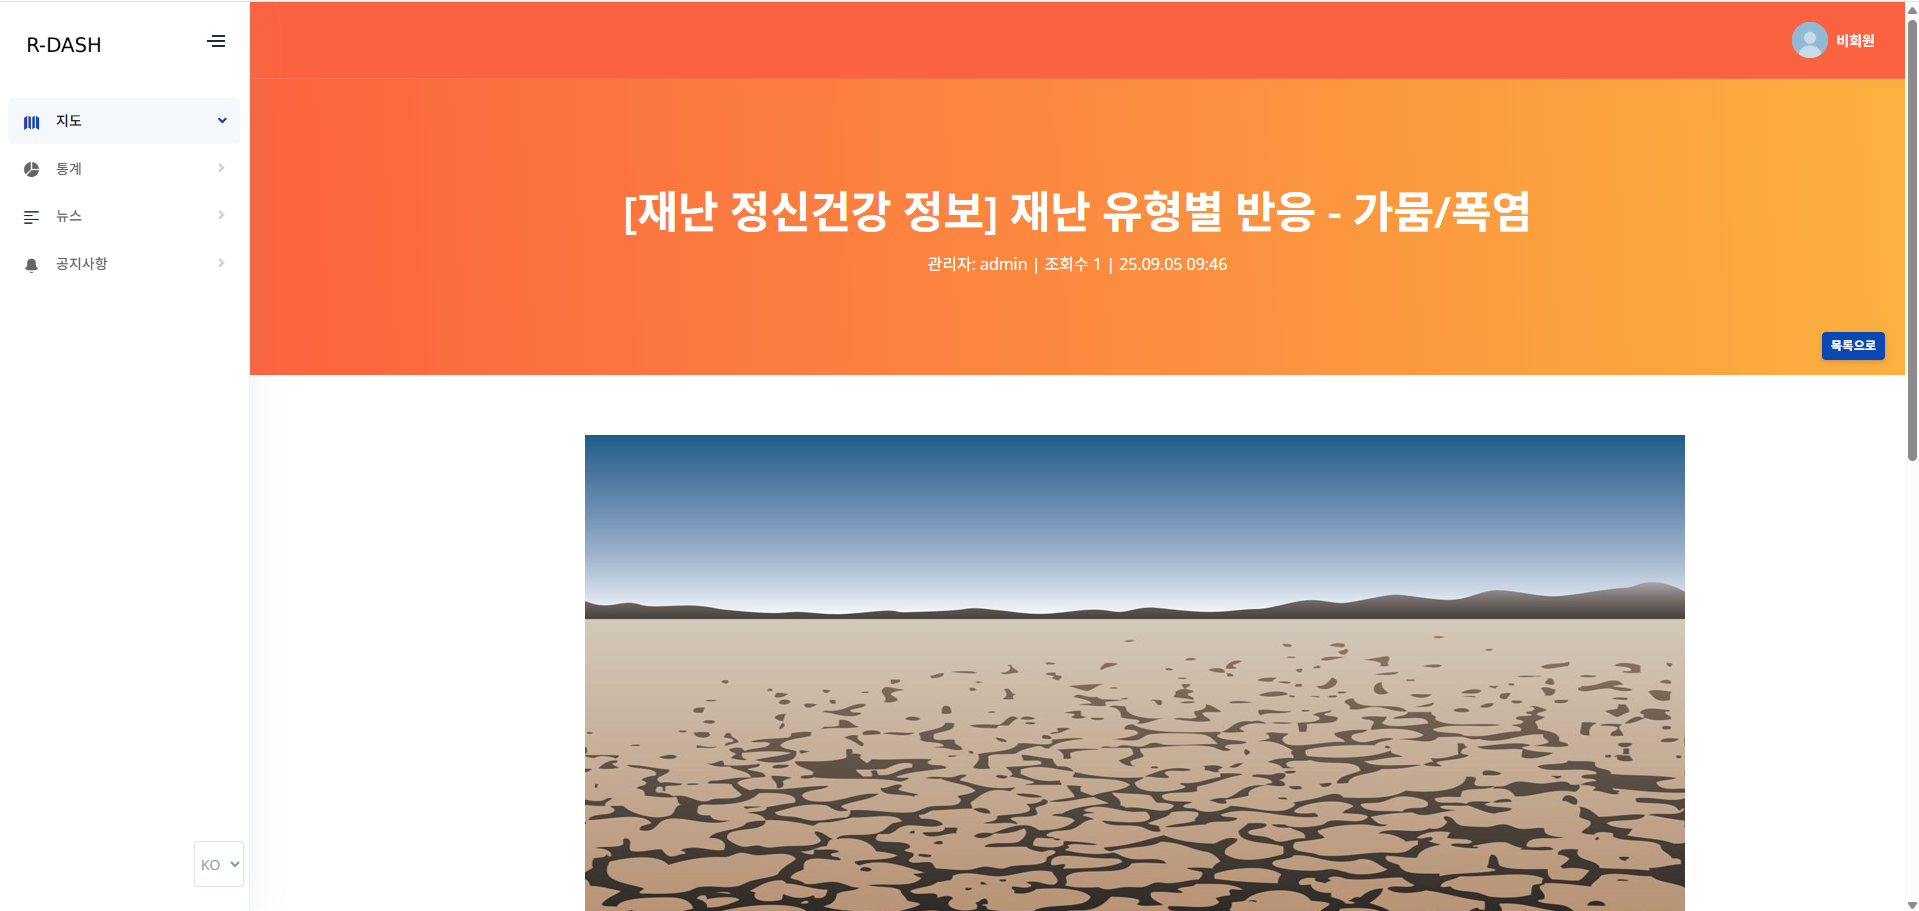 R-DASH
비회원
지도
통계
뉴스
공지사항
[재난 정신건강 정보] 재난 유형별 반응 - 가뭄/폭염
관리자: admin | 조회수 1 | 25.09.05 09:46
목록으로
KO